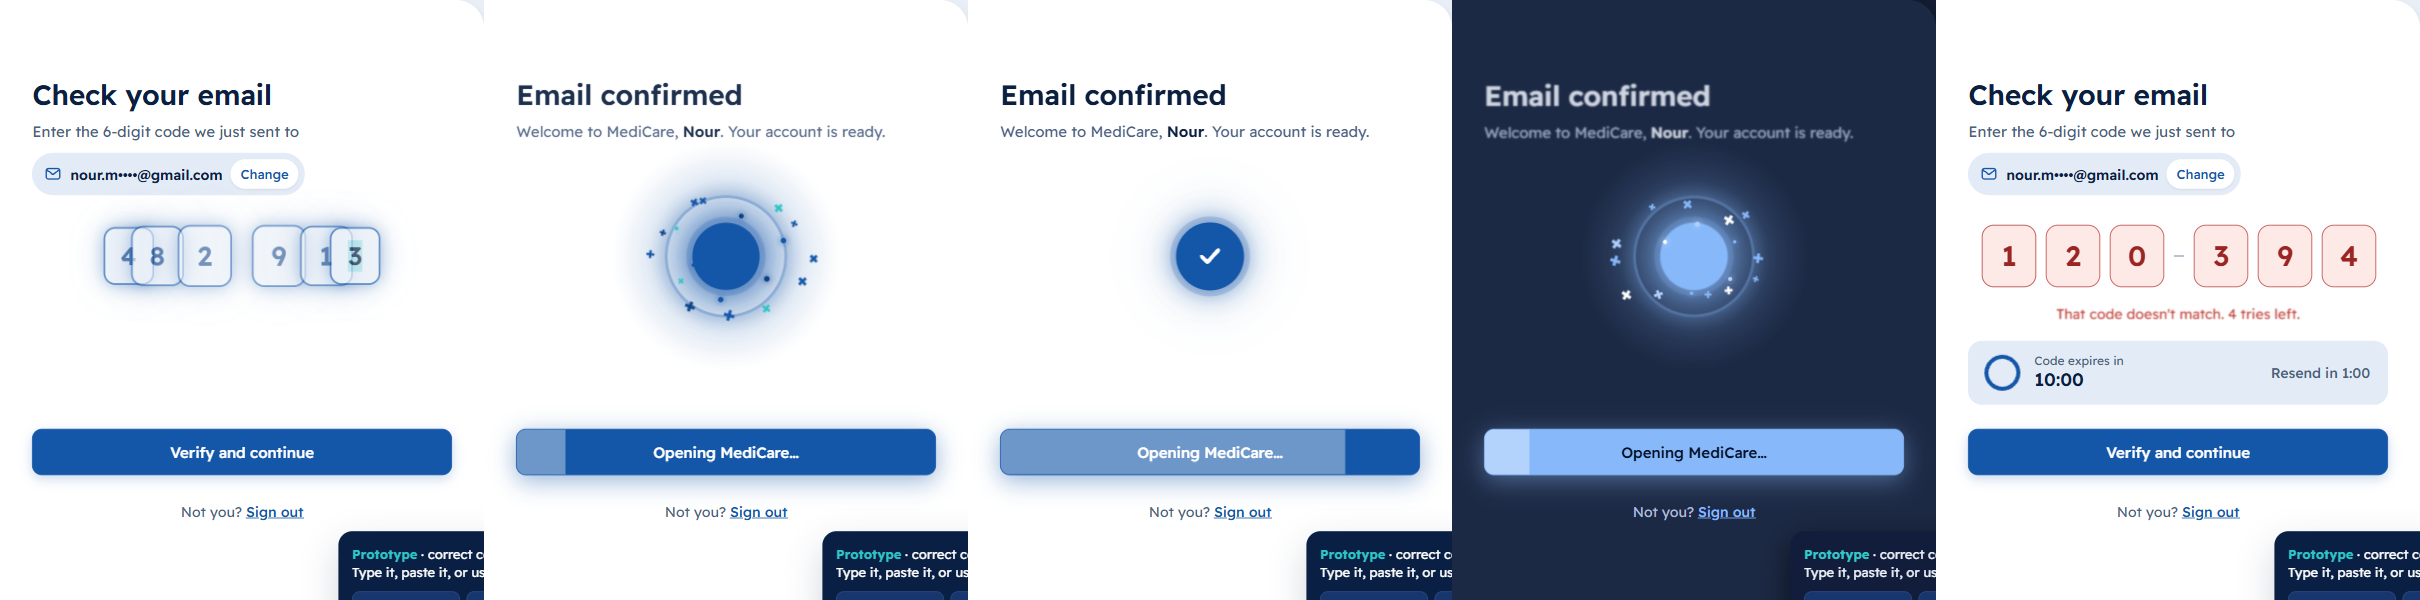 Check your email
Enter the 6-digit code we just sent to
nour.m••••@gmail.com Change
4 8 2 9 1 3
Verify and continue
Not you? Sign out
Prototype · correct c
Type it, paste it, or us
Email confirmed
Welcome to MediCare, Nour. Your account is ready.
Opening MediCare...
Not you? Sign out
Prototype · correct c
Type it, paste it, or us
Email confirmed
Welcome to MediCare, Nour. Your account is ready.
Opening MediCare...
Not you? Sign out
Prototype · correct c
Type it, paste it, or us
Email confirmed
Welcome to MediCare, Nour. Your account is ready.
Opening MediCare...
Not you? Sign out
Prototype · correct c
Type it, paste it, or us
Check your email
Enter the 6-digit code we just sent to
nour.m••••@gmail.com Change
1 2 0 – 3 9 4
That code doesn't match. 4 tries left.
Code expires in
10:00
Resend in 1:00
Verify and continue
Not you? Sign out
Prototype · correct c
Type it, paste it, or us